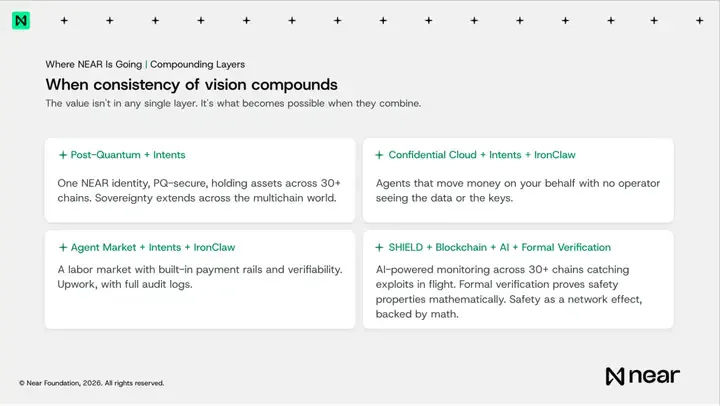 Where NEAR Is Going | Compounding Layers
When consistency of vision compounds
The value isn't in any single layer. It's what becomes possible when they combine.
Post-Quantum + Intents
One NEAR identity, PQ-secure, holding assets across 30+
chains. Sovereignty extends across the multichain world.
Confidential Cloud + Intents + IronClaw
Agents that move money on your behalf with no operator
seeing the data or the keys.
Agent Market + Intents + IronClaw
A labor market with built-in payment rails and verifiability.
Upwork, with full audit logs.
SHIELD + Blockchain + AI + Formal Verification
AI-powered monitoring across 30+ chains catching
exploits in flight. Formal verification proves safety
properties mathematically. Safety as a network effect,
backed by math.
© Near Foundation, 2026. All rights reserved.
near